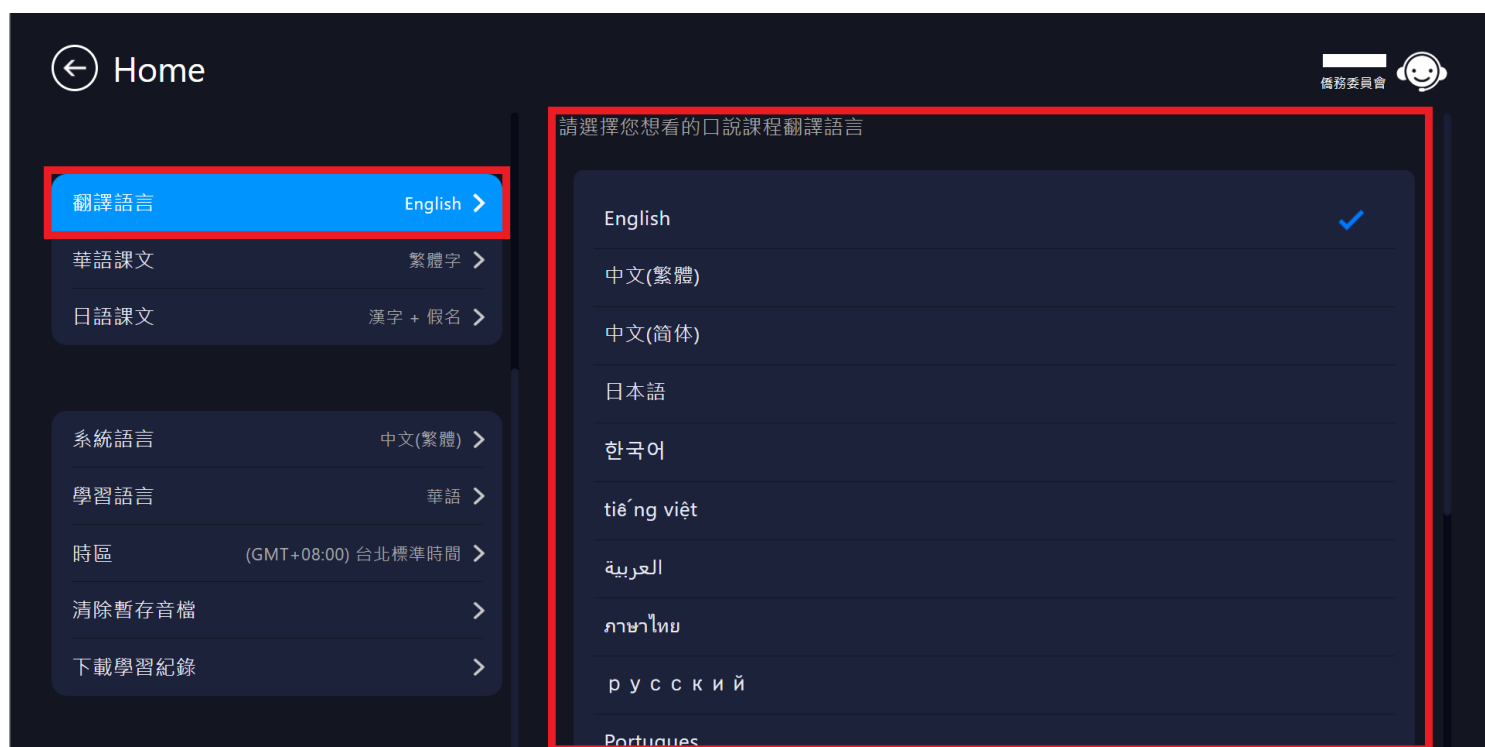 Home
僑務委員會
翻譯語言 English
華語課文 繁體字
日語課文 漢字 + 假名
系統語言 中文(繁體)
學習語言 華語
時區 (GMT+08:00) 台北標準時間
清除暫存音檔
下載學習紀錄
請選擇您想看的口說課程翻譯語言
English
中文(繁體)
中文(简体)
日本語
한국어
tiếng việt
العربية
ภาษาไทย
русский
Portugues